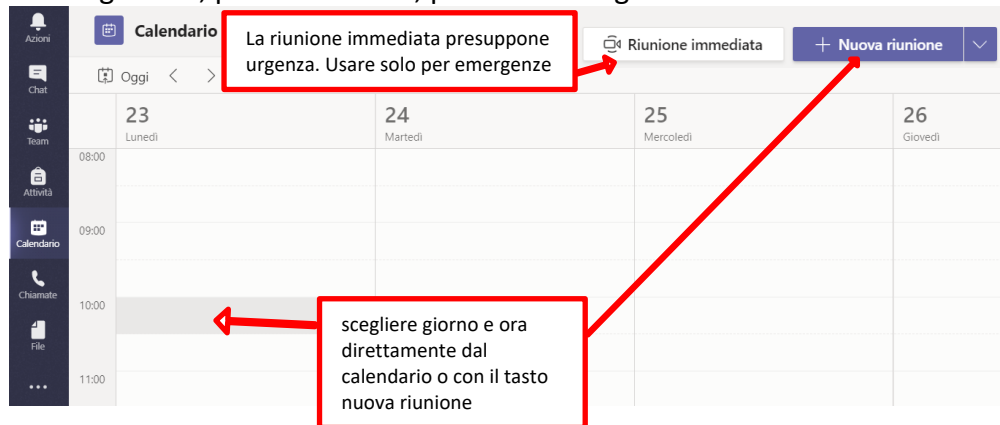 Azioni
Calendario
La riunione immediata presuppone
urgenza. Usare solo per emergenze
Riunione immediata
+ Nuova riunione
Chat
Oggi < >
Team
23
Lunedì
24
Martedì
25
Mercoledì
26
Giovedì
08:00
Attività
09:00
Calendario
Chiamate
10:00
File
scegliere giorno e ora
direttamente dal
calendario o con il tasto
nuova riunione
11:00